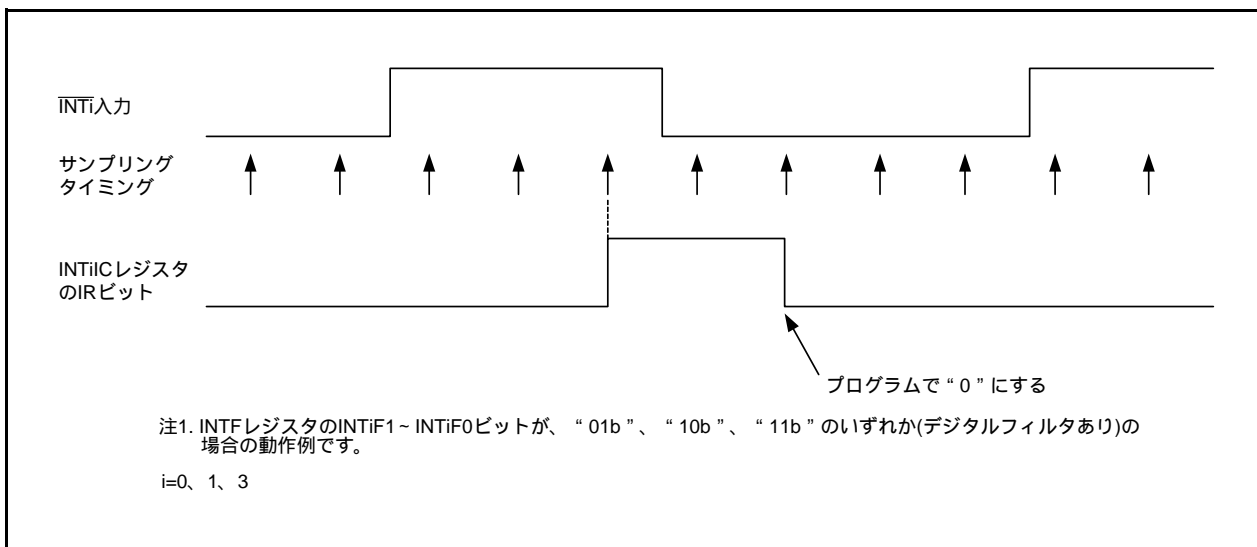 INTi入力
サンプリング
タイミング
INTiICレジスタ
のIRビット
プログラムで“0”にする
注1. INTFレジスタのINTiF1~INTiF0ビットが、“01b”、“10b”、“11b”のいずれか(デジタルフィルタあり)の
場合の動作例です。
i=0、1、3